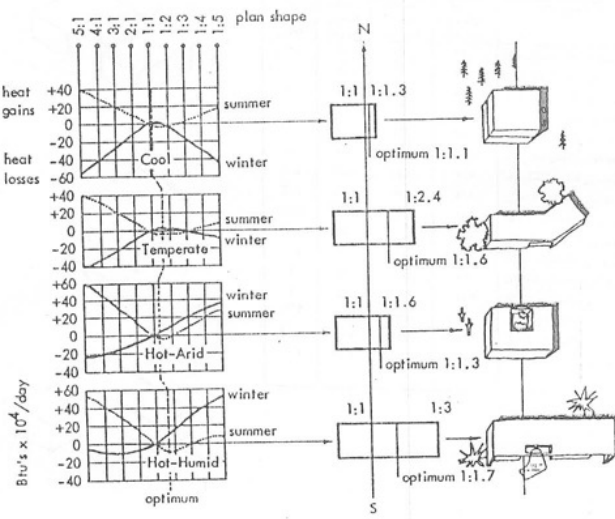 5:1 4:1 3:1 2:1 1:1 1:2 1:3 1:4 1:5 plan shape
N
heat gains
heat losses
+40
+20
0
-20
-40
-60
summer
winter
Cool
1:1 1:1.3
optimum 1:1.1
+40
+20
0
-20
-40
summer
winter
Temperate
1:1 1:2.4
optimum 1:1.6
+60
+40
+20
0
-20
-40
winter
summer
Hot-Arid
1:1 1:1.6
optimum 1:1.3
+60
+40
+20
0
-20
-40
winter
summer
Hot-Humid
1:1 1:3
optimum 1:1.7
optimum
Btu's x 10⁴/day
S